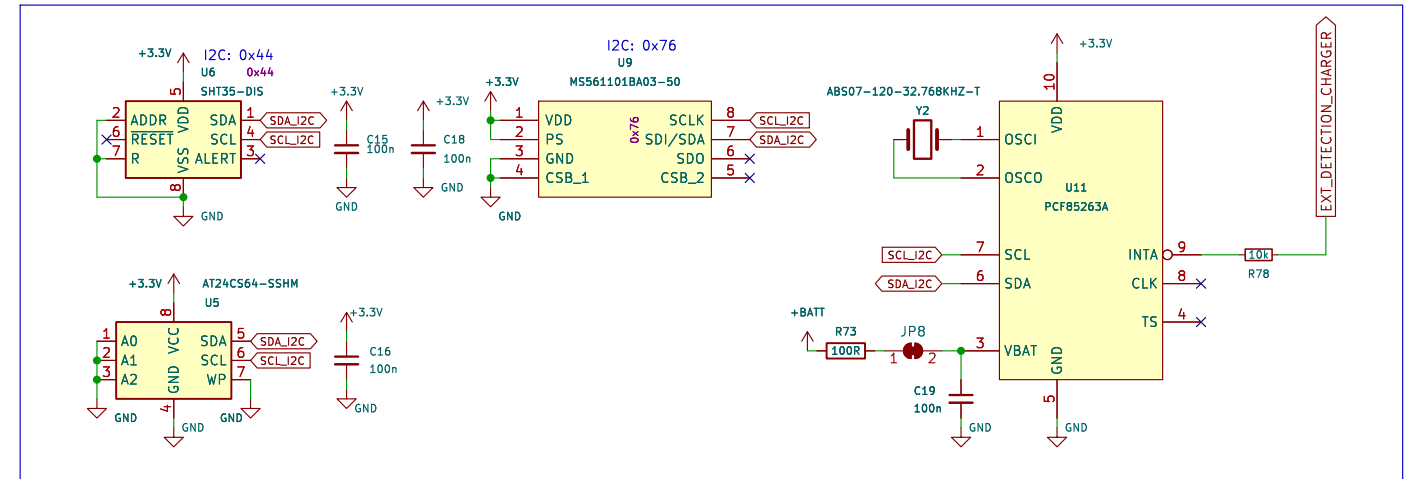 I2C: 0x44
+3.3V
U6
0x44
SHT35-DIS
5
VDD
2
ADDR
SDA
1
SDA_I2C
6
RESET
SCL
4
SCL_I2C
7
R
VSS
ALERT
3
8
GND
+3.3V
C15
100n
GND
+3.3V
C18
100n
GND
I2C: 0x76
U9
MS561101BA03-50
+3.3V
1
VDD
SCLK
8
SCL_I2C
2
PS
0x76
SDI/SDA
7
SDA_I2C
3
GND
SDO
6
4
CSB_1
CSB_2
5
GND
+3.3V
ABS07-120-32.768KHZ-T
Y2
10
VDD
1
OSCI
2
OSCO
U11
PCF85263A
SCL_I2C
7
SCL
INTA
9
10k
R78
EXT_DETECTION_CHARGER
SDA_I2C
6
SDA
CLK
8
TS
4
+BATT
R73
100R
JP8
1
2
3
VBAT
GND
5
C19
100n
GND
GND
+3.3V
AT24CS64-SSHM
U5
8
VCC
1
A0
SDA
5
SDA_I2C
2
A1
SCL
6
SCL_I2C
3
A2
GND
WP
7
4
GND
GND
GND
+3.3V
C16
100n
GND